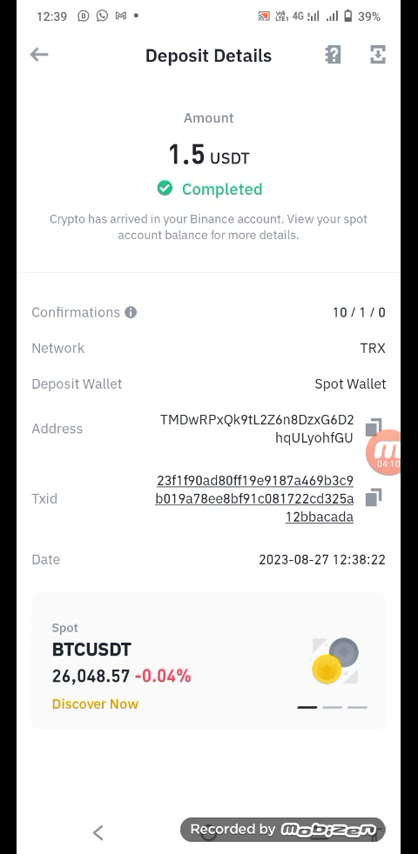 12:39 4G 39%
Deposit Details
Amount
1.5 USDT
Completed
Crypto has arrived in your Binance account. View your spot
account balance for more details.
Confirmations 10 / 1 / 0
Network TRX
Deposit Wallet Spot Wallet
Address TMDwRPxQk9tL2Z6n8DzxG6D2
hqULyohfGU
04:10
Txid 23f1f90ad80ff19e9187a469b3c9
b019a78ee8bf91c081722cd325a
12bbacada
Date 2023-08-27 12:38:22
Spot
BTCUSDT
26,048.57 -0.04%
Discover Now
Recorded by mobizen